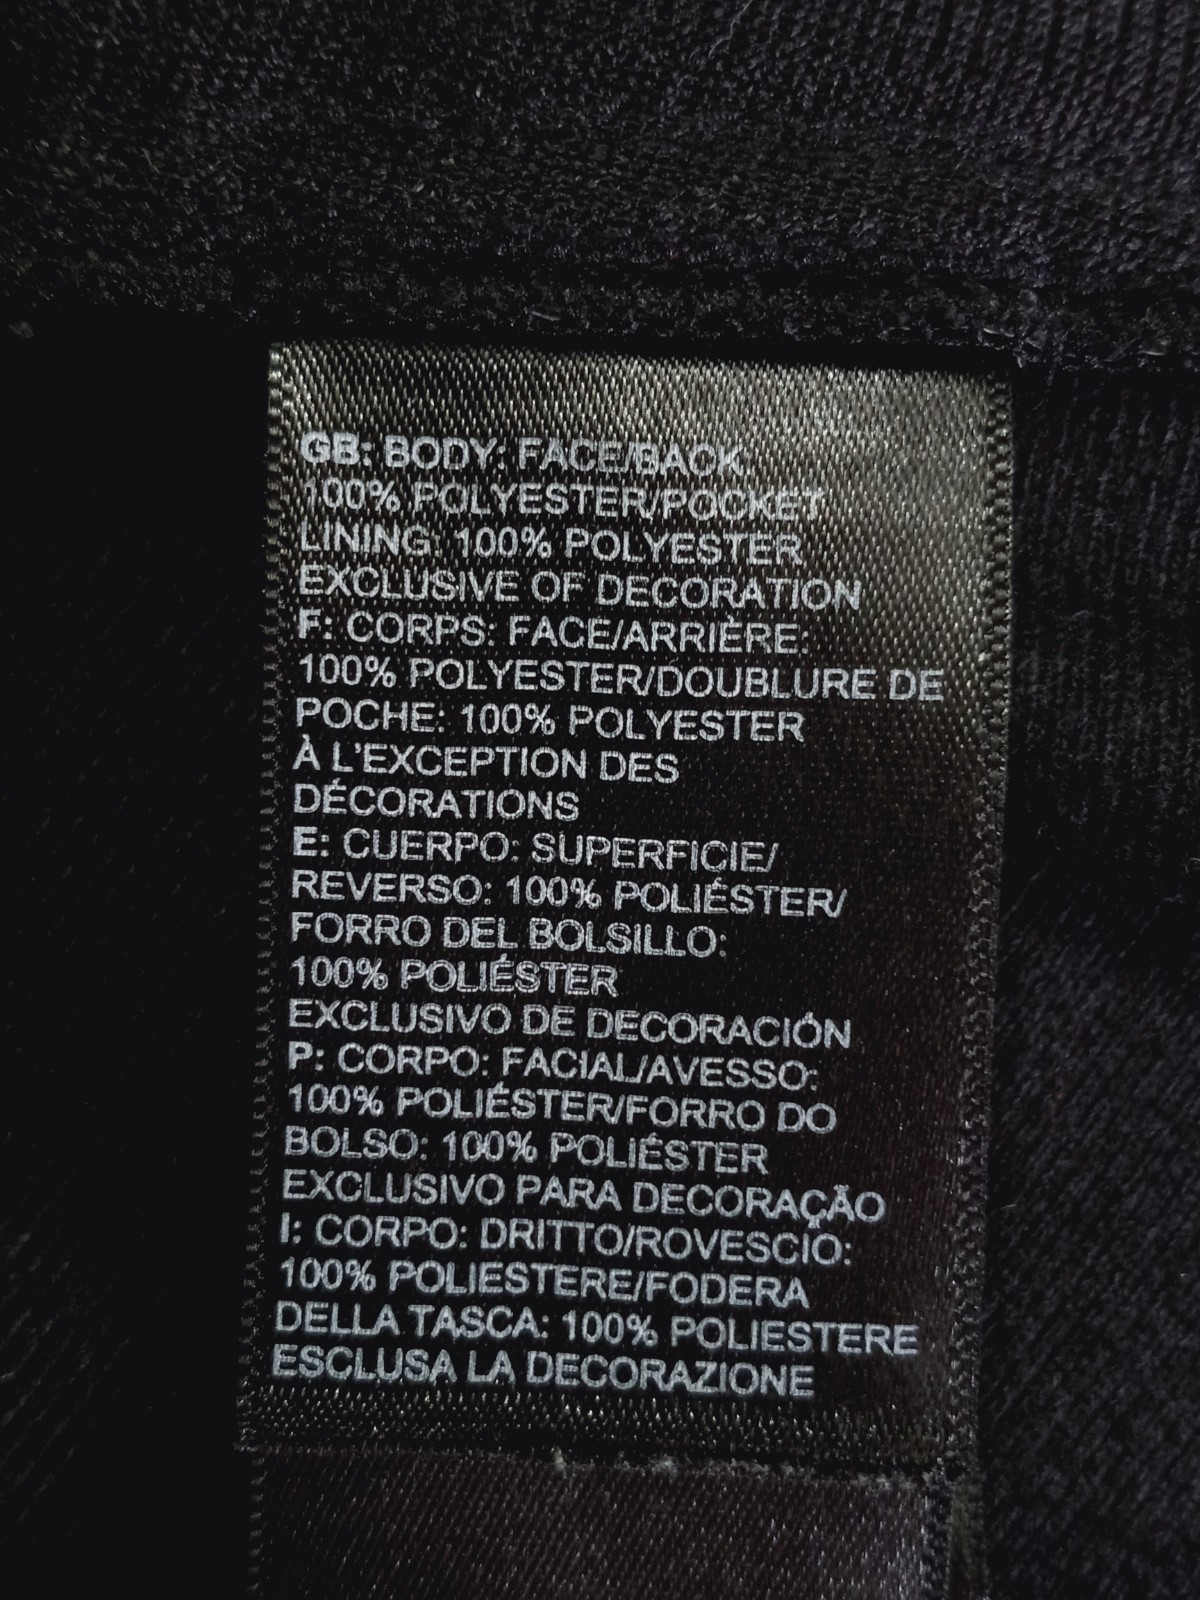 GB: BODY: FACE/BACK
100% POLYESTER/POCKET
LINING: 100% POLYESTER
EXCLUSIVE OF DECORATION
F: CORPS: FACE/ARRIÈRE:
100% POLYESTER/DOUBLURE DE
POCHE: 100% POLYESTER
À L'EXCEPTION DES
DÉCORATIONS
E: CUERPO: SUPERFICIE/
REVERSO: 100% POLIÉSTER/
FORRO DEL BOLSILLO:
100% POLIÉSTER
EXCLUSIVO DE DECORACIÓN
P: CORPO: FACIAL/AVESSO:
100% POLIÉSTER/FORRO DO
BOLSO: 100% POLIÉSTER
EXCLUSIVO PARA DECORAÇÃO
I: CORPO: DRITTO/ROVESCIO:
100% POLIESTERE/FODERA
DELLA TASCA: 100% POLIESTERE
ESCLUSA LA DECORAZIONE